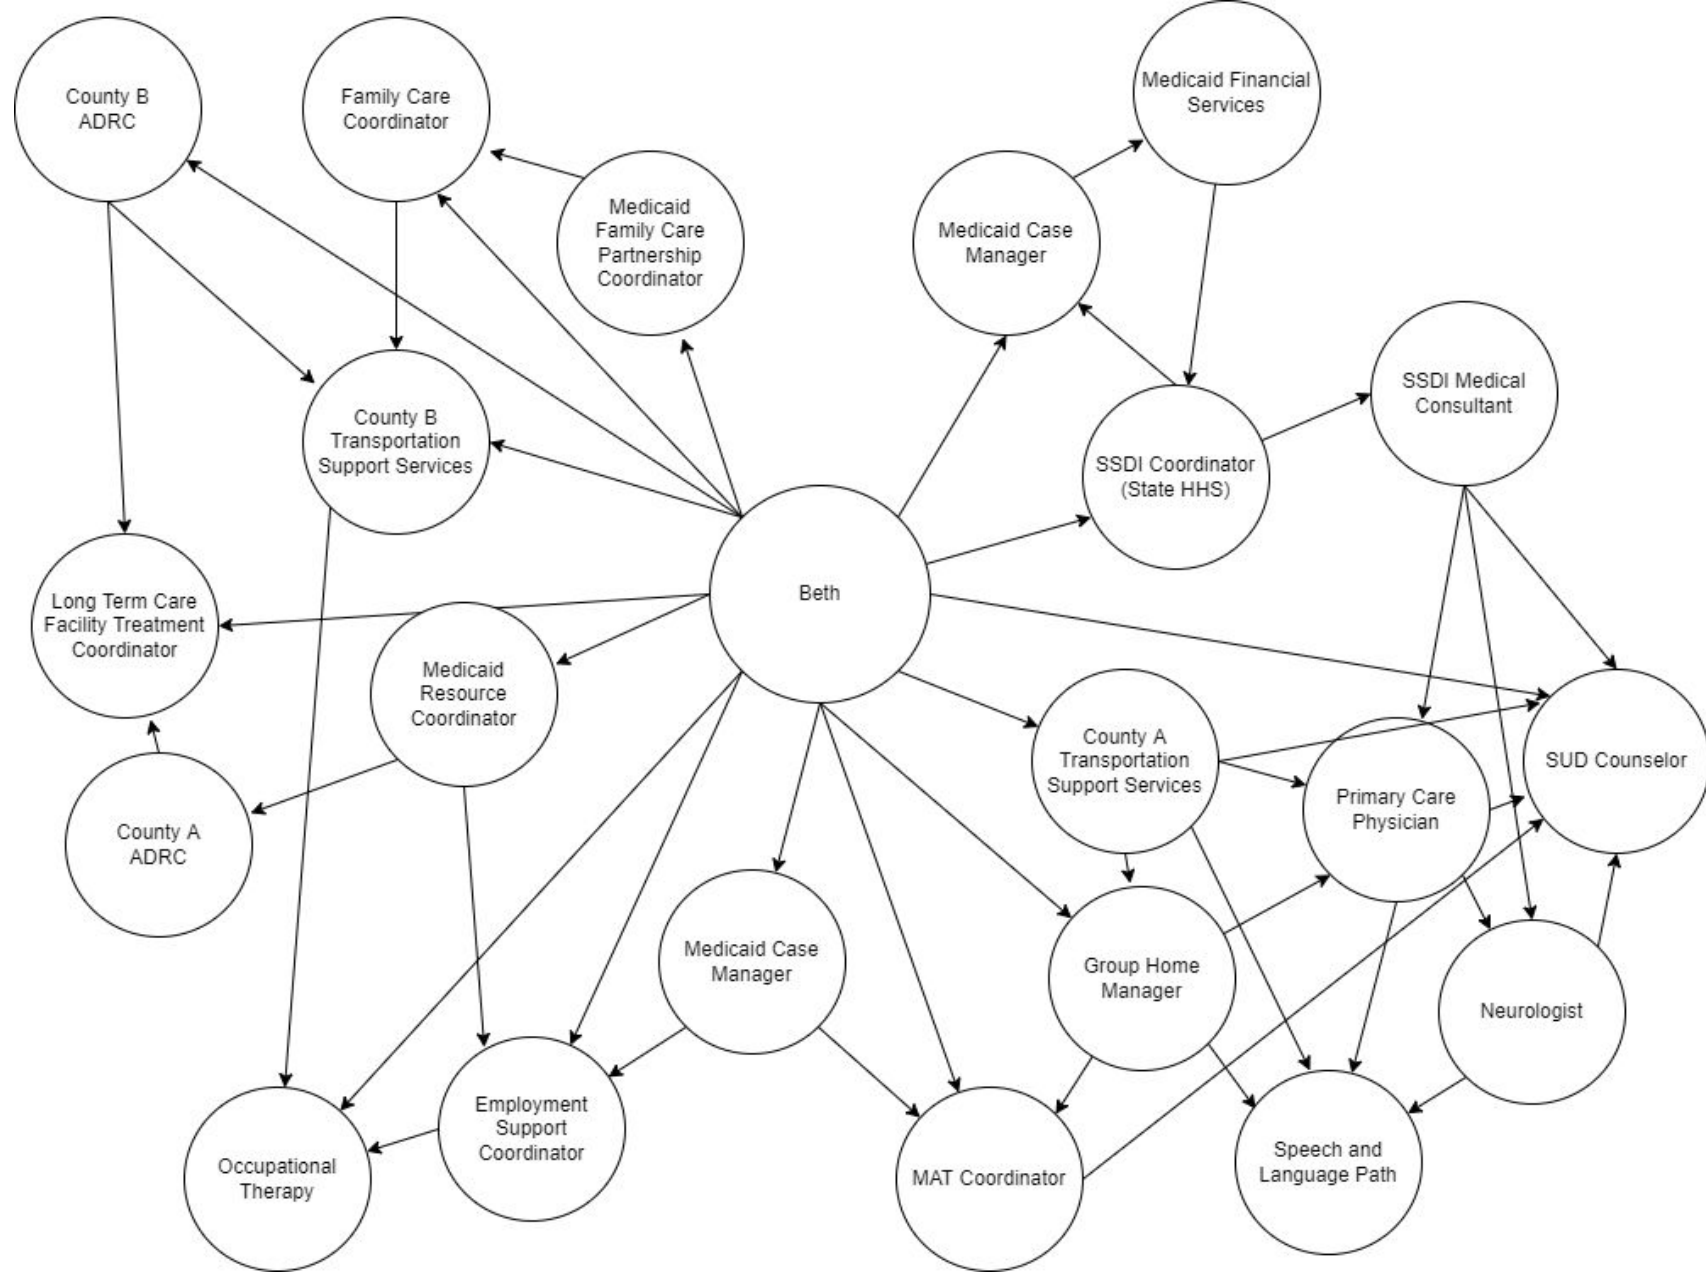 County B
ADRC
Family Care
Coordinator
Medicaid
Family Care
Partnership
Coordinator
Medicaid Financial
Services
Medicaid Case
Manager
SSDI Medical
Consultant
County B
Transportation
Support Services
SSDI Coordinator
(State HHS)
Beth
Long Term Care
Facility Treatment
Coordinator
Medicaid
Resource
Coordinator
County A
Transportation
Support Services
Primary Care
Physician
SUD Counselor
County A
ADRC
Medicaid Case
Manager
Group Home
Manager
Neurologist
Employment
Support
Coordinator
Occupational
Therapy
MAT Coordinator
Speech and
Language Path